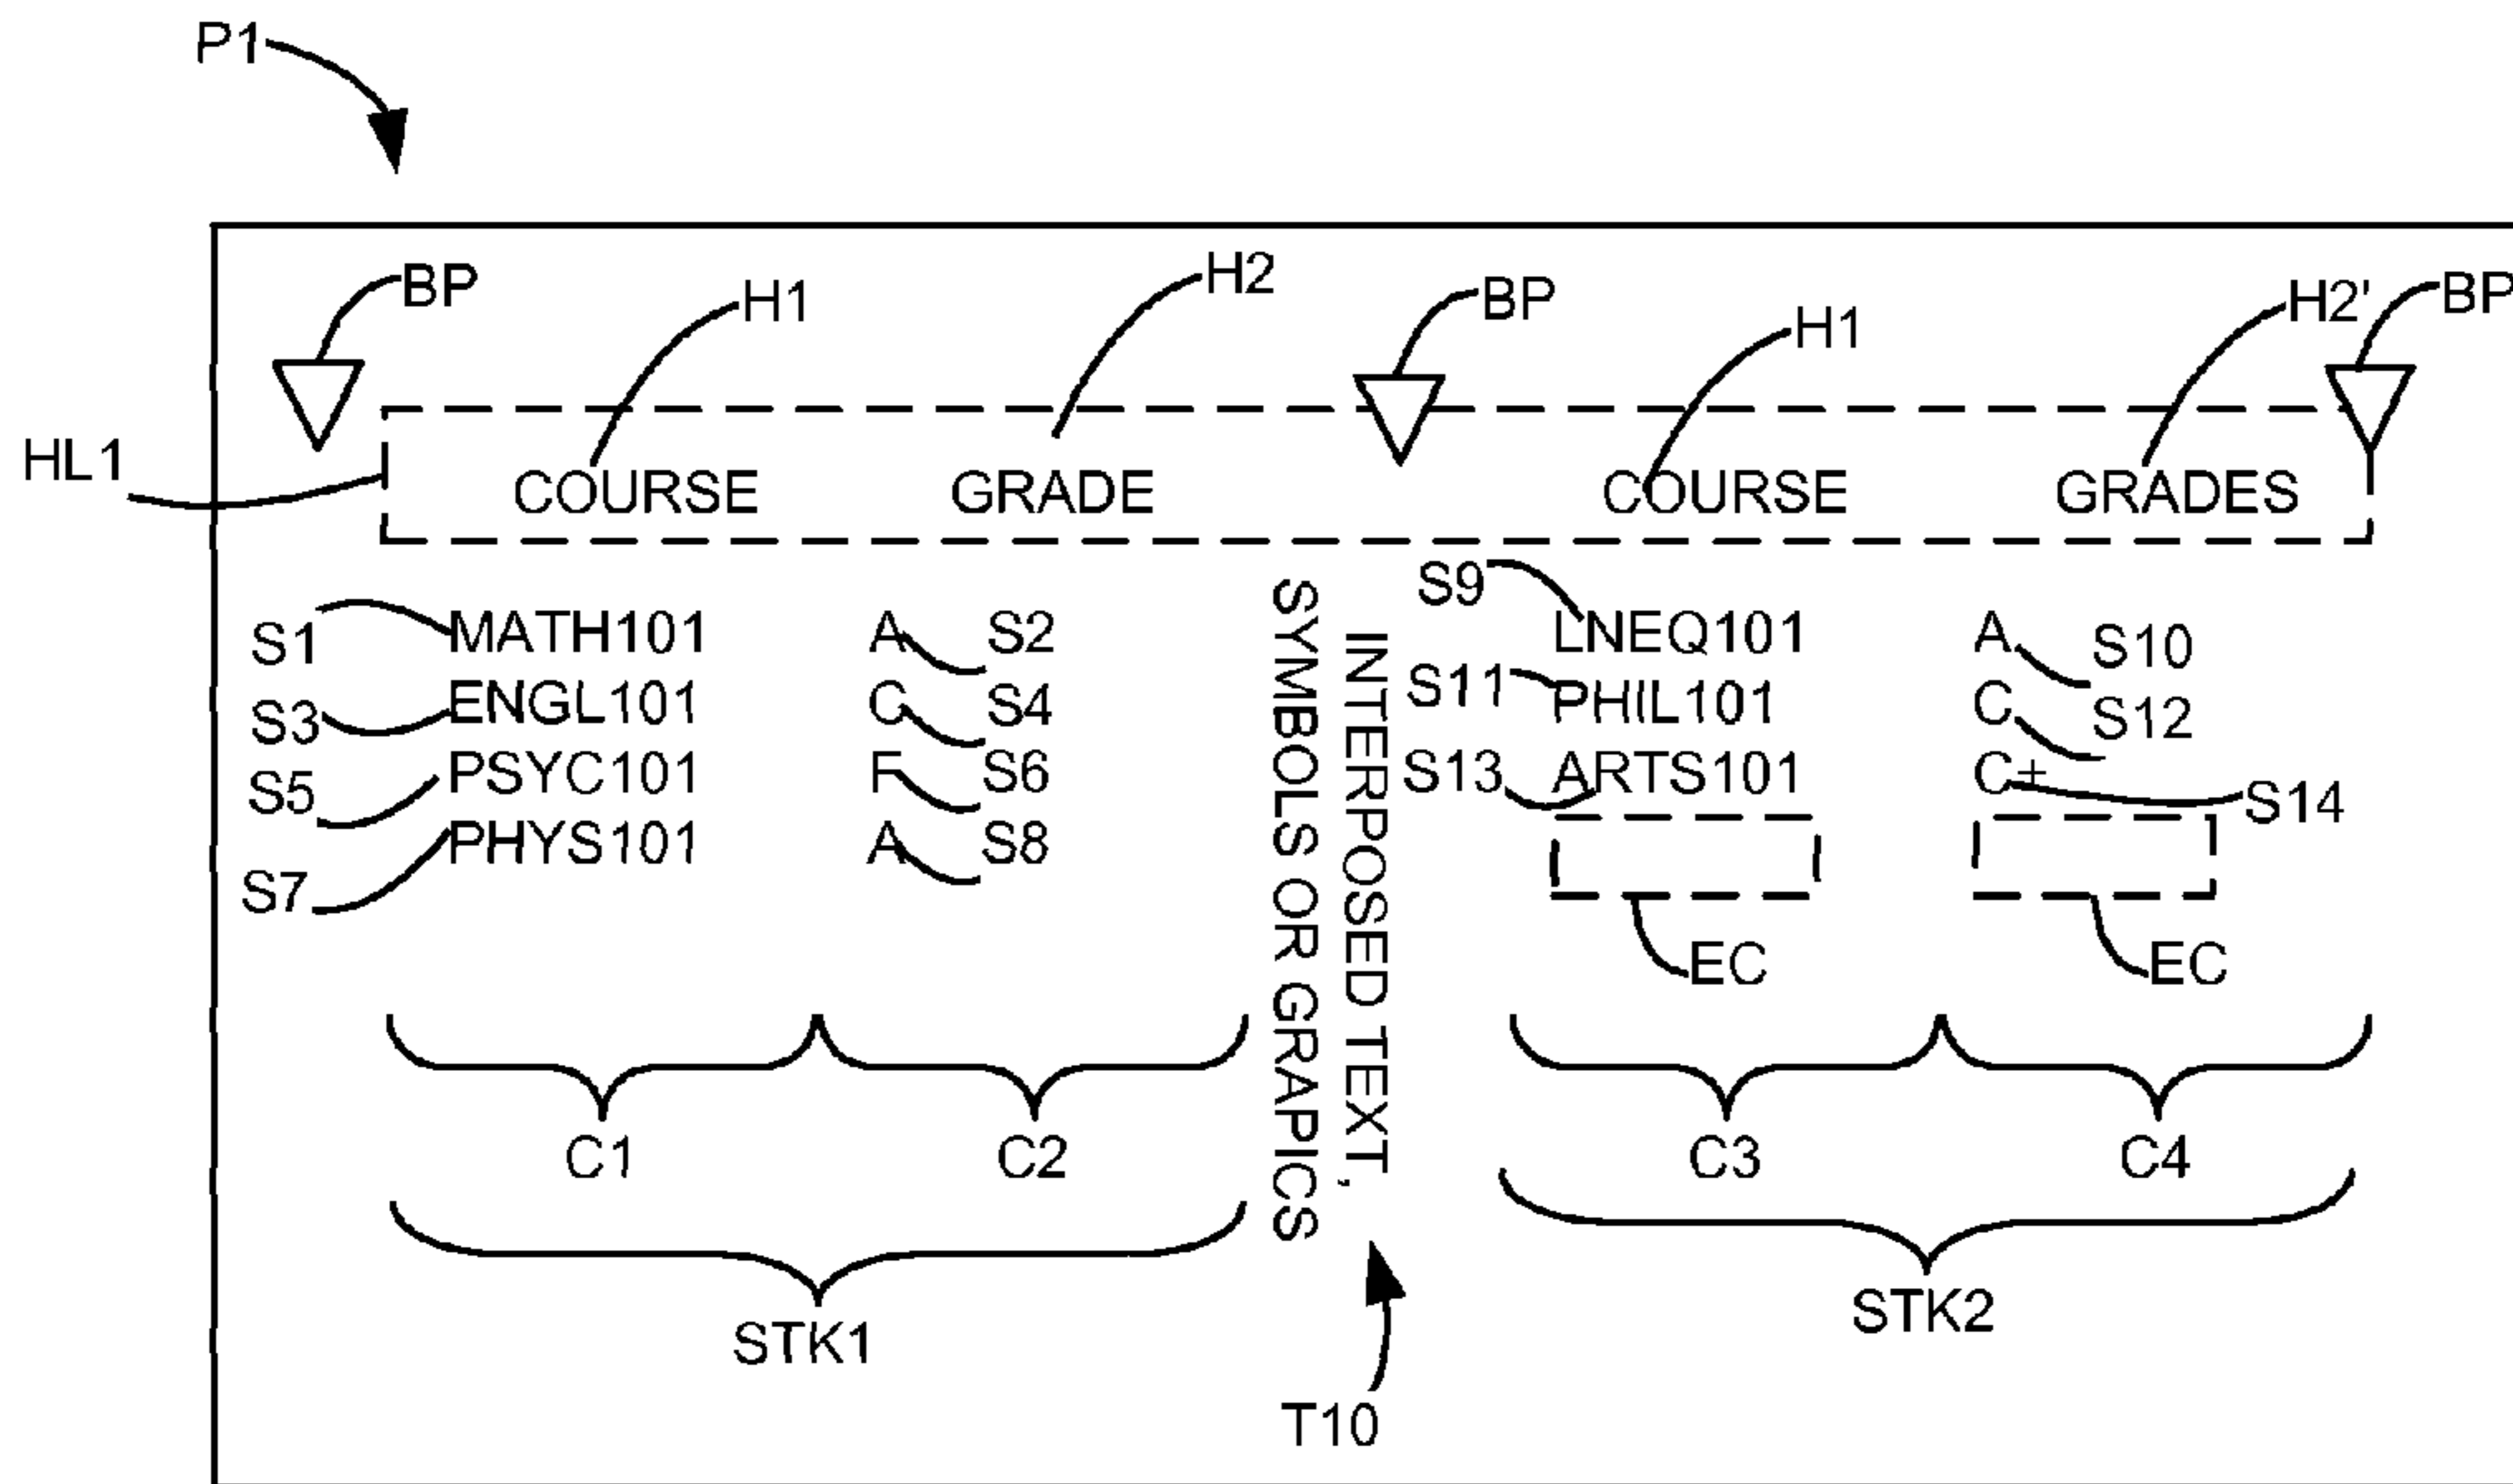 P1
BP H1 H2 BP H1 H2' BP
HL1
COURSE GRADE COURSE GRADES
S1 MATH101 A S2 S9 LNEQ101 A S10
S3 ENGL101 C S4 S11 PHIL101 C S12
S5 PSYC101 F S6 S13 ARTS101 C+ S14
S7 PHYS101 A S8
EC EC
INTERPOSED TEXT,
SYMBOLS OR GRAPICS
C1 C2 C3 C4
STK1 STK2
T10